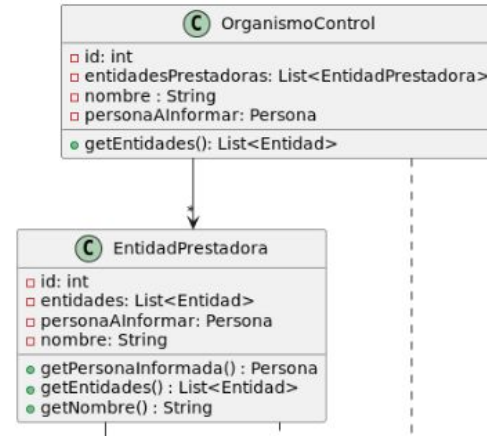 C OrganismoControl
id: int
entidadesPrestadoras: List<EntidadPrestadora>
nombre : String
personaAInformar: Persona
getEntidades(): List<Entidad>
*
C EntidadPrestadora
id: int
entidades: List<Entidad>
personaAInformar: Persona
nombre: String
getPersonaInformada() : Persona
getEntidades() : List<Entidad>
getNombre() : String